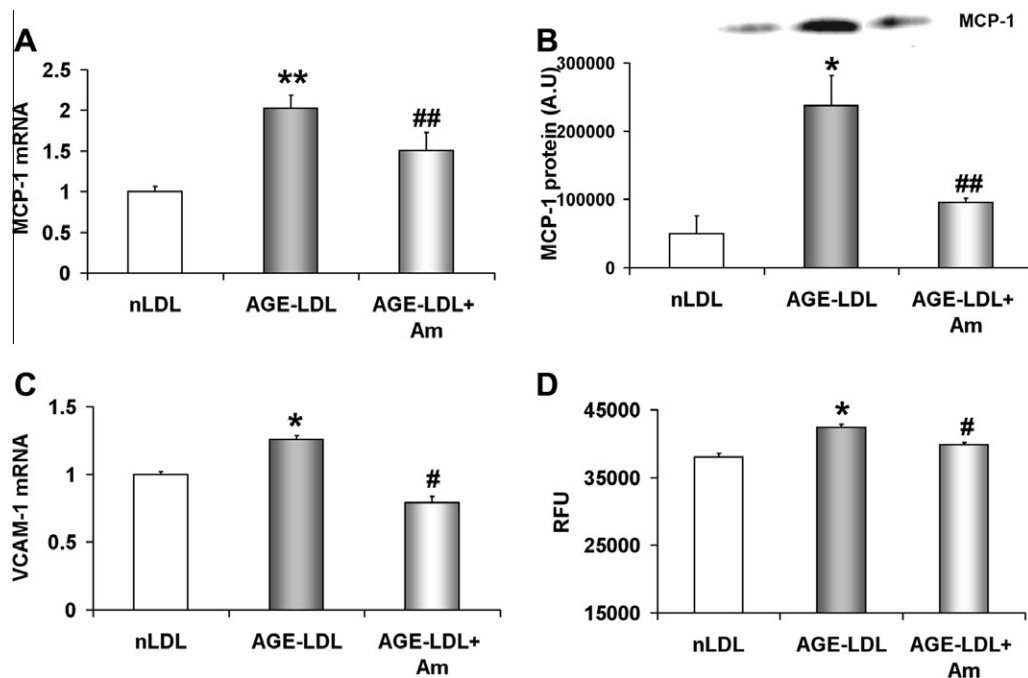 A
MCP-1 mRNA
2.5
2
1.5
1
0.5
0
**
##
nLDL
AGE-LDL
AGE-LDL+
Am
B
MCP-1
MCP-1 protein (A.U)
300000
200000
100000
0
*
##
nLDL
AGE-LDL
AGE-LDL+
Am
C
VCAM-1 mRNA
1.5
1
0.5
0
*
#
nLDL
AGE-LDL
AGE-LDL+
Am
D
RFU
45000
35000
25000
15000
*
#
nLDL
AGE-LDL
AGE-LDL+
Am